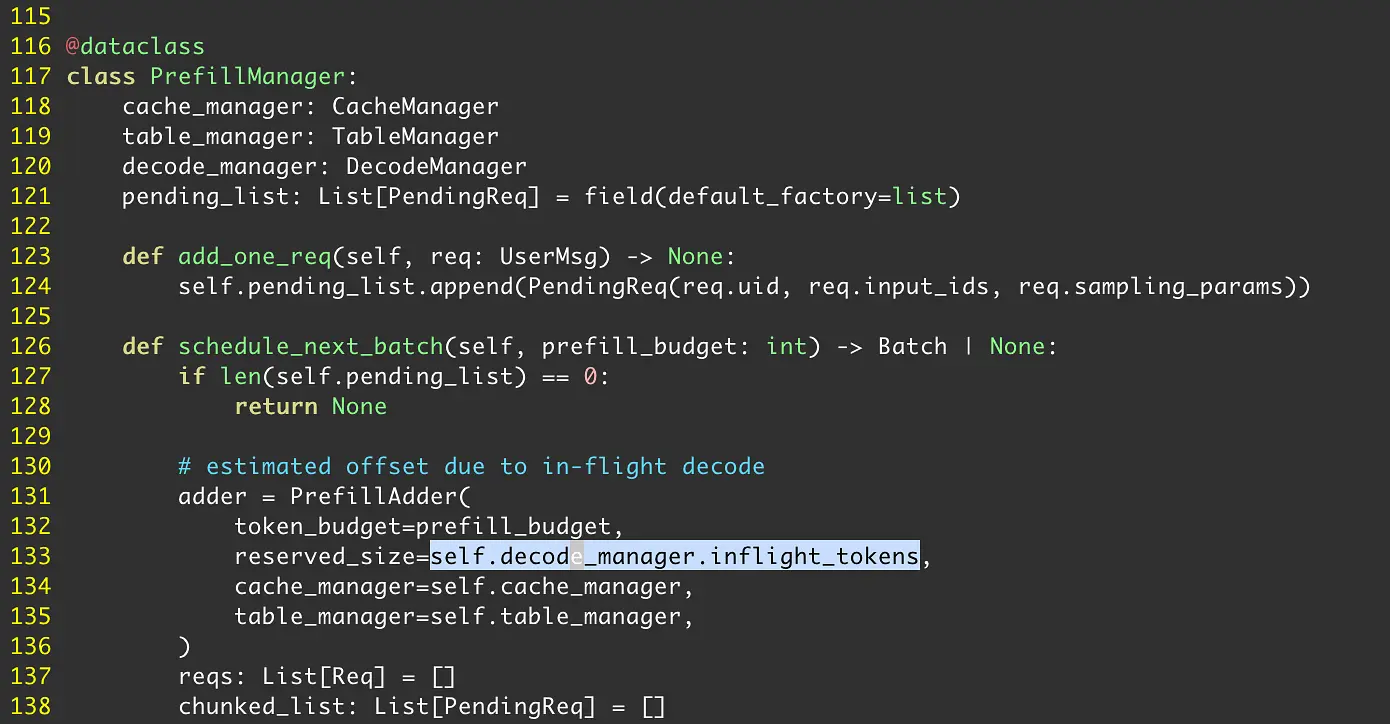 115
116 @dataclass
117 class PrefillManager:
118     cache_manager: CacheManager
119     table_manager: TableManager
120     decode_manager: DecodeManager
121     pending_list: List[PendingReq] = field(default_factory=list)
122
123     def add_one_req(self, req: UserMsg) -> None:
124         self.pending_list.append(PendingReq(req.uid, req.input_ids, req.sampling_params))
125
126     def schedule_next_batch(self, prefill_budget: int) -> Batch | None:
127         if len(self.pending_list) == 0:
128             return None
129
130         # estimated offset due to in-flight decode
131         adder = PrefillAdder(
132             token_budget=prefill_budget,
133             reserved_size=self.decode_manager.inflight_tokens,
134             cache_manager=self.cache_manager,
135             table_manager=self.table_manager,
136         )
137         reqs: List[Req] = []
138         chunked_list: List[PendingReq] = []